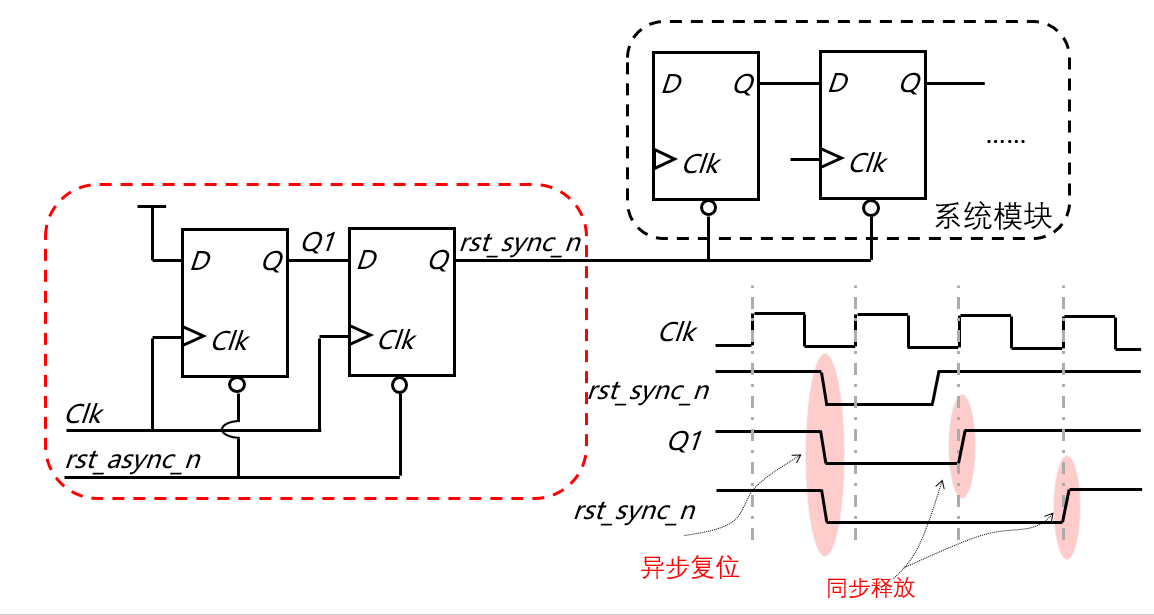 D Q
Clk
D Q
Clk
......
系统模块
D Q
Clk
Q1
D Q
Clk
rst_sync_n
Clk
rst_async_n
Clk
rst_sync_n
Q1
rst_sync_n
异步复位
同步释放